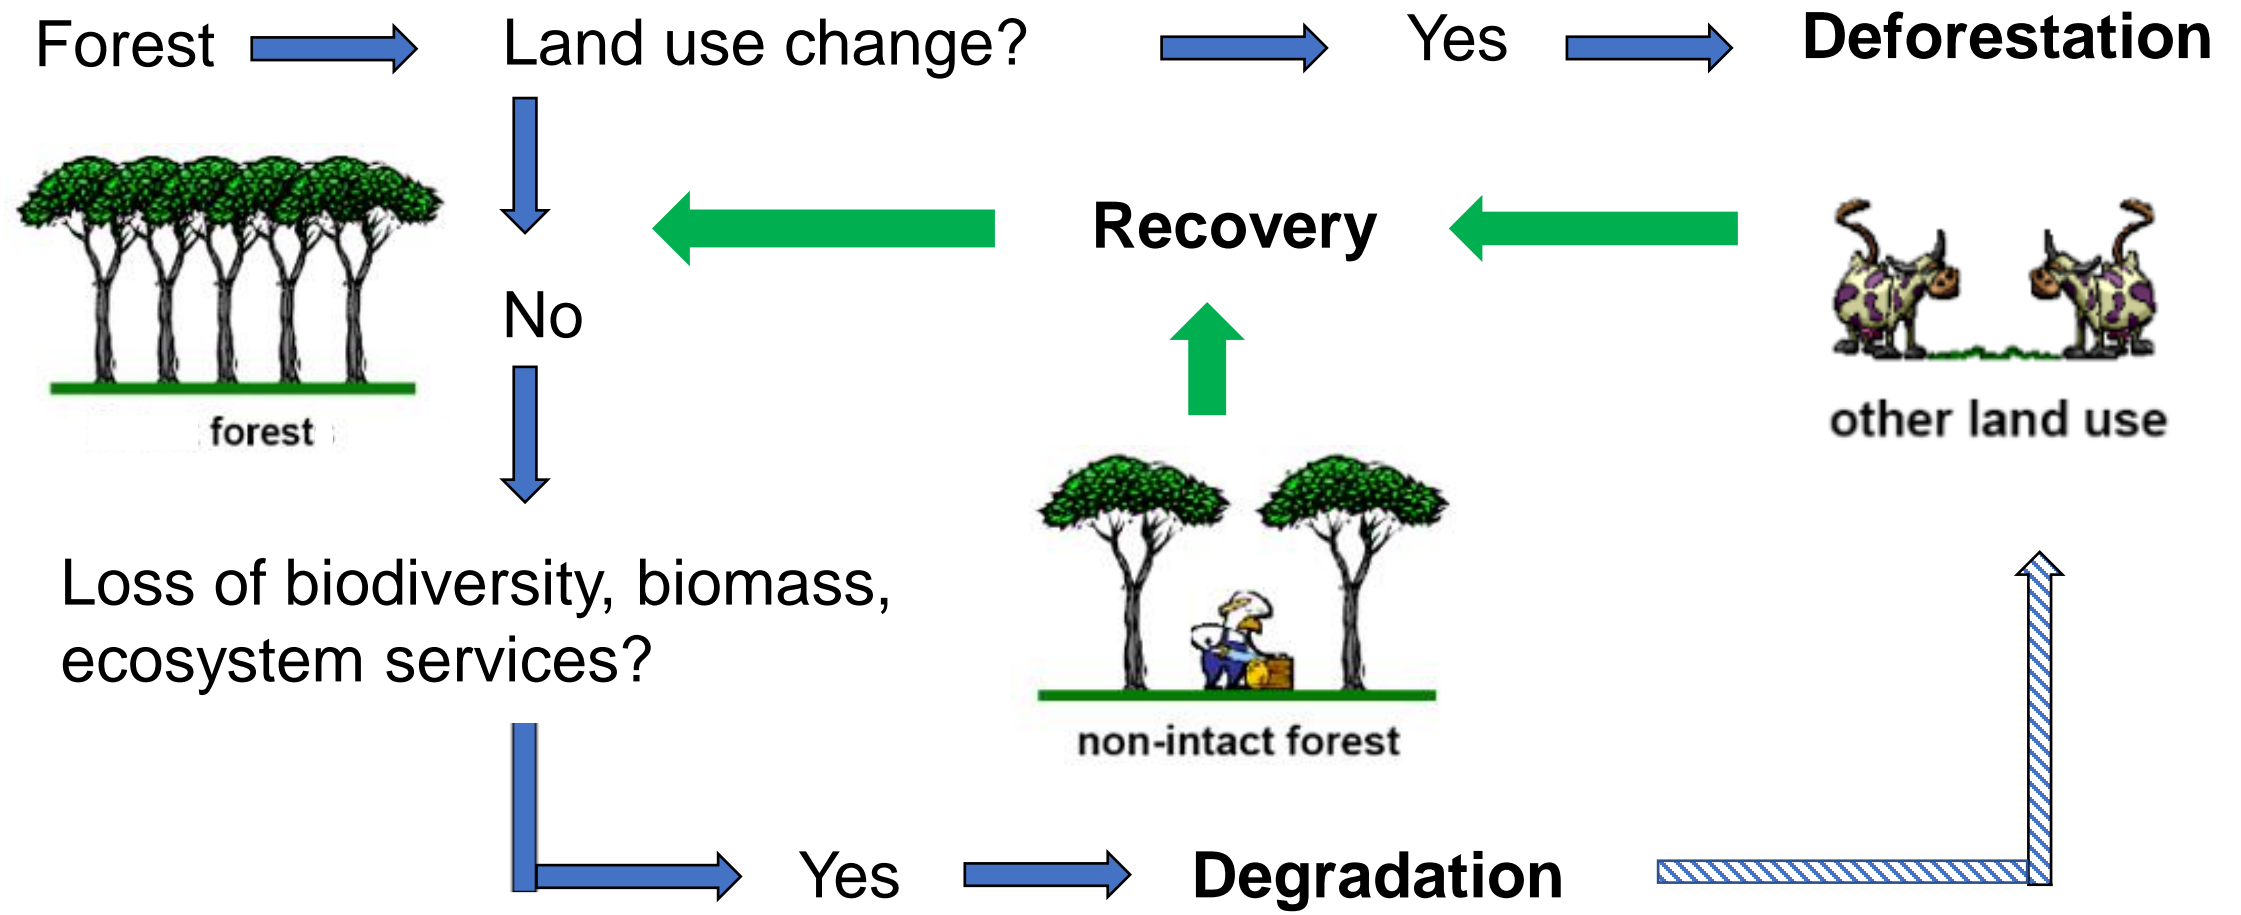 Forest
Land use change?
Yes
Deforestation
Recovery
No
forest
other land use
Loss of biodiversity, biomass,
ecosystem services?
non-intact forest
Yes
Degradation